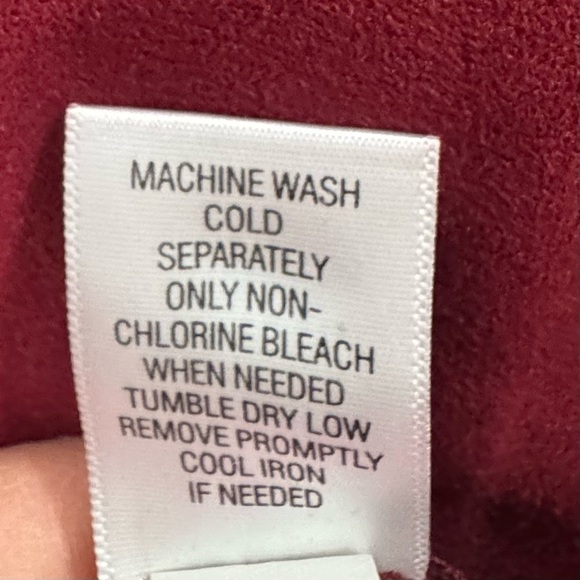 MACHINE WASH
COLD
SEPARATELY
ONLY NON-
CHLORINE BLEACH
WHEN NEEDED
TUMBLE DRY LOW
REMOVE PROMPTLY
COOL IRON
IF NEEDED